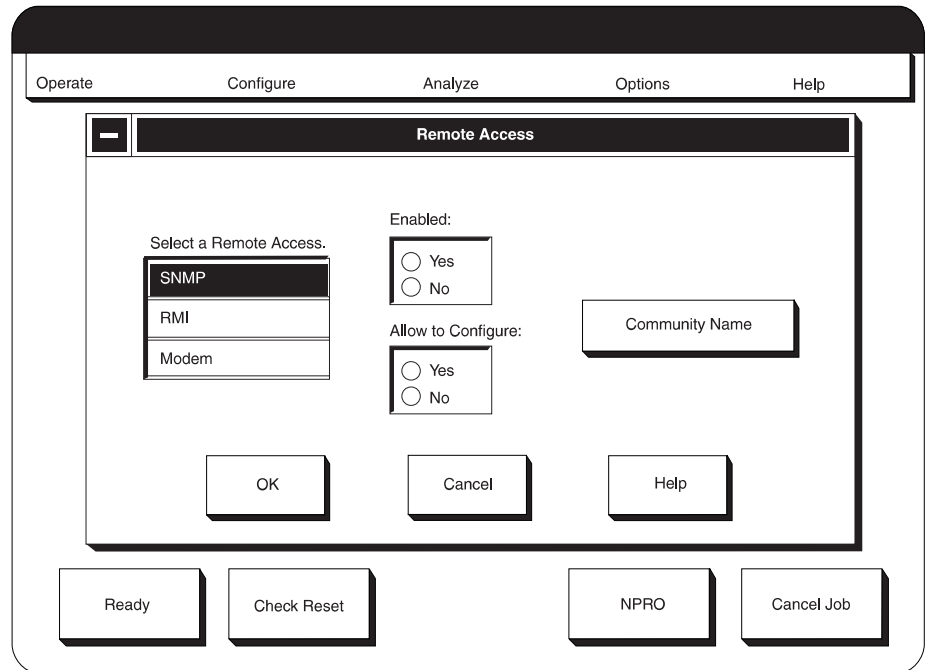 Operate Configure Analyze Options Help
Remote Access
Select a Remote Access.
SNMP
RMI
Modem
Enabled:
Yes
No
Allow to Configure:
Yes
No
Community Name
OK Cancel Help
Ready Check Reset NPRO Cancel Job